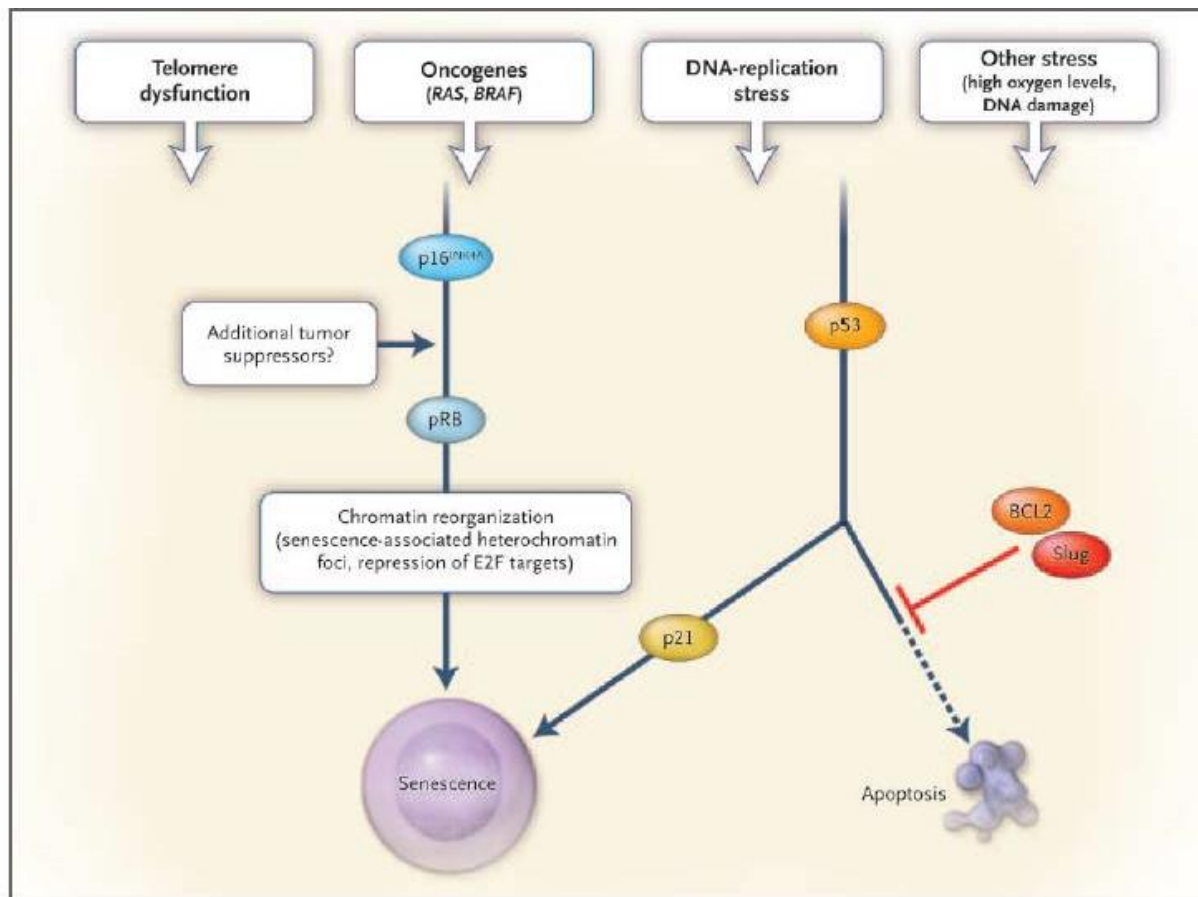 Telomere
dysfunction
Oncogenes
(RAS, BRAF)
DNA-replication
stress
Other stress
(high oxygen levels,
DNA damage)
p16INK4A
p53
Additional tumor
suppressors?
pRB
Chromatin reorganization
(senescence-associated heterochromatin
foci, repression of E2F targets)
BCL2
Slug
p21
Senescence
Apoptosis